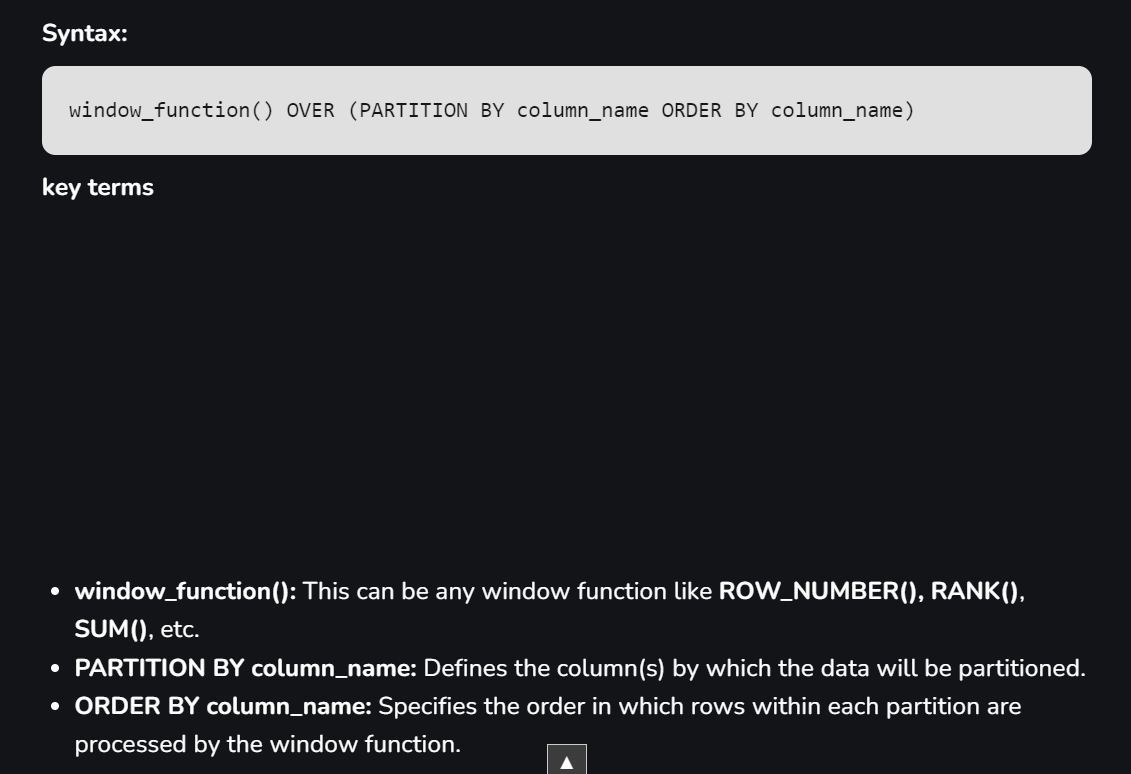 Syntax:
window_function() OVER (PARTITION BY column_name ORDER BY column_name)
key terms
window_function(): This can be any window function like ROW_NUMBER(), RANK(),
SUM(), etc.
PARTITION BY column_name: Defines the column(s) by which the data will be partitioned.
ORDER BY column_name: Specifies the order in which rows within each partition are
processed by the window function.